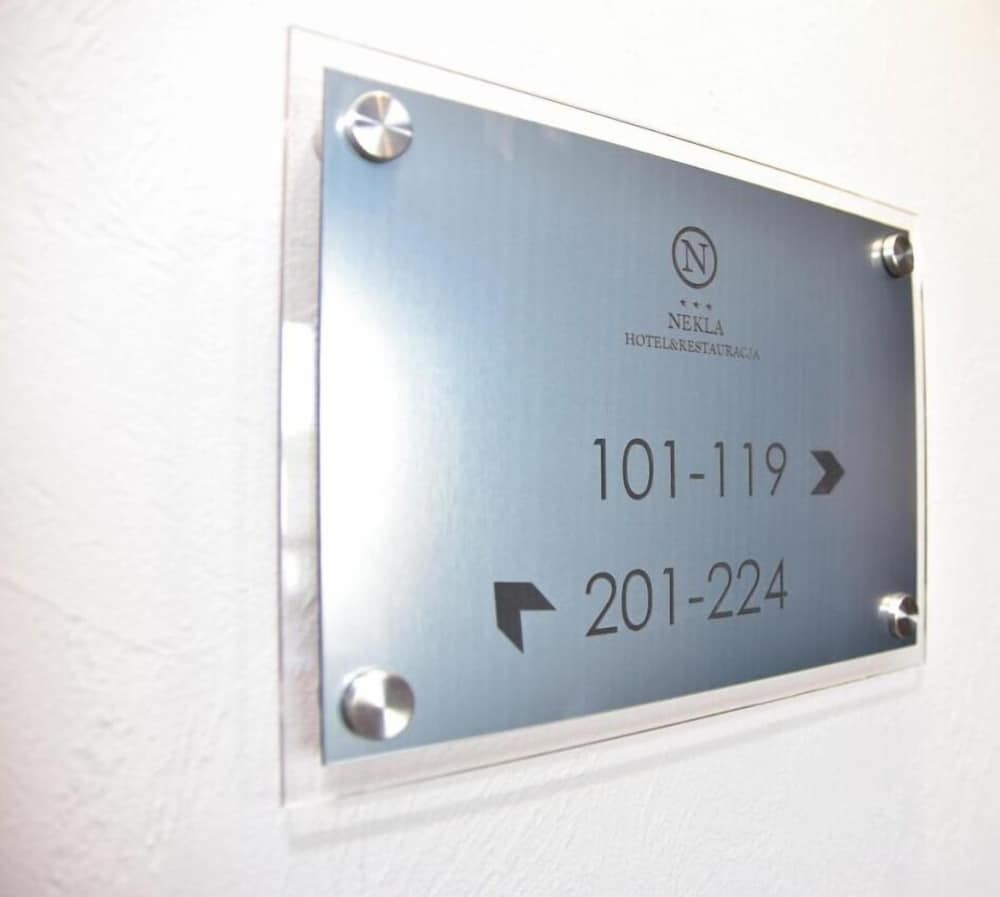 N
NEKLA
HOTEL&RESTAURACJA
101-119
201-224